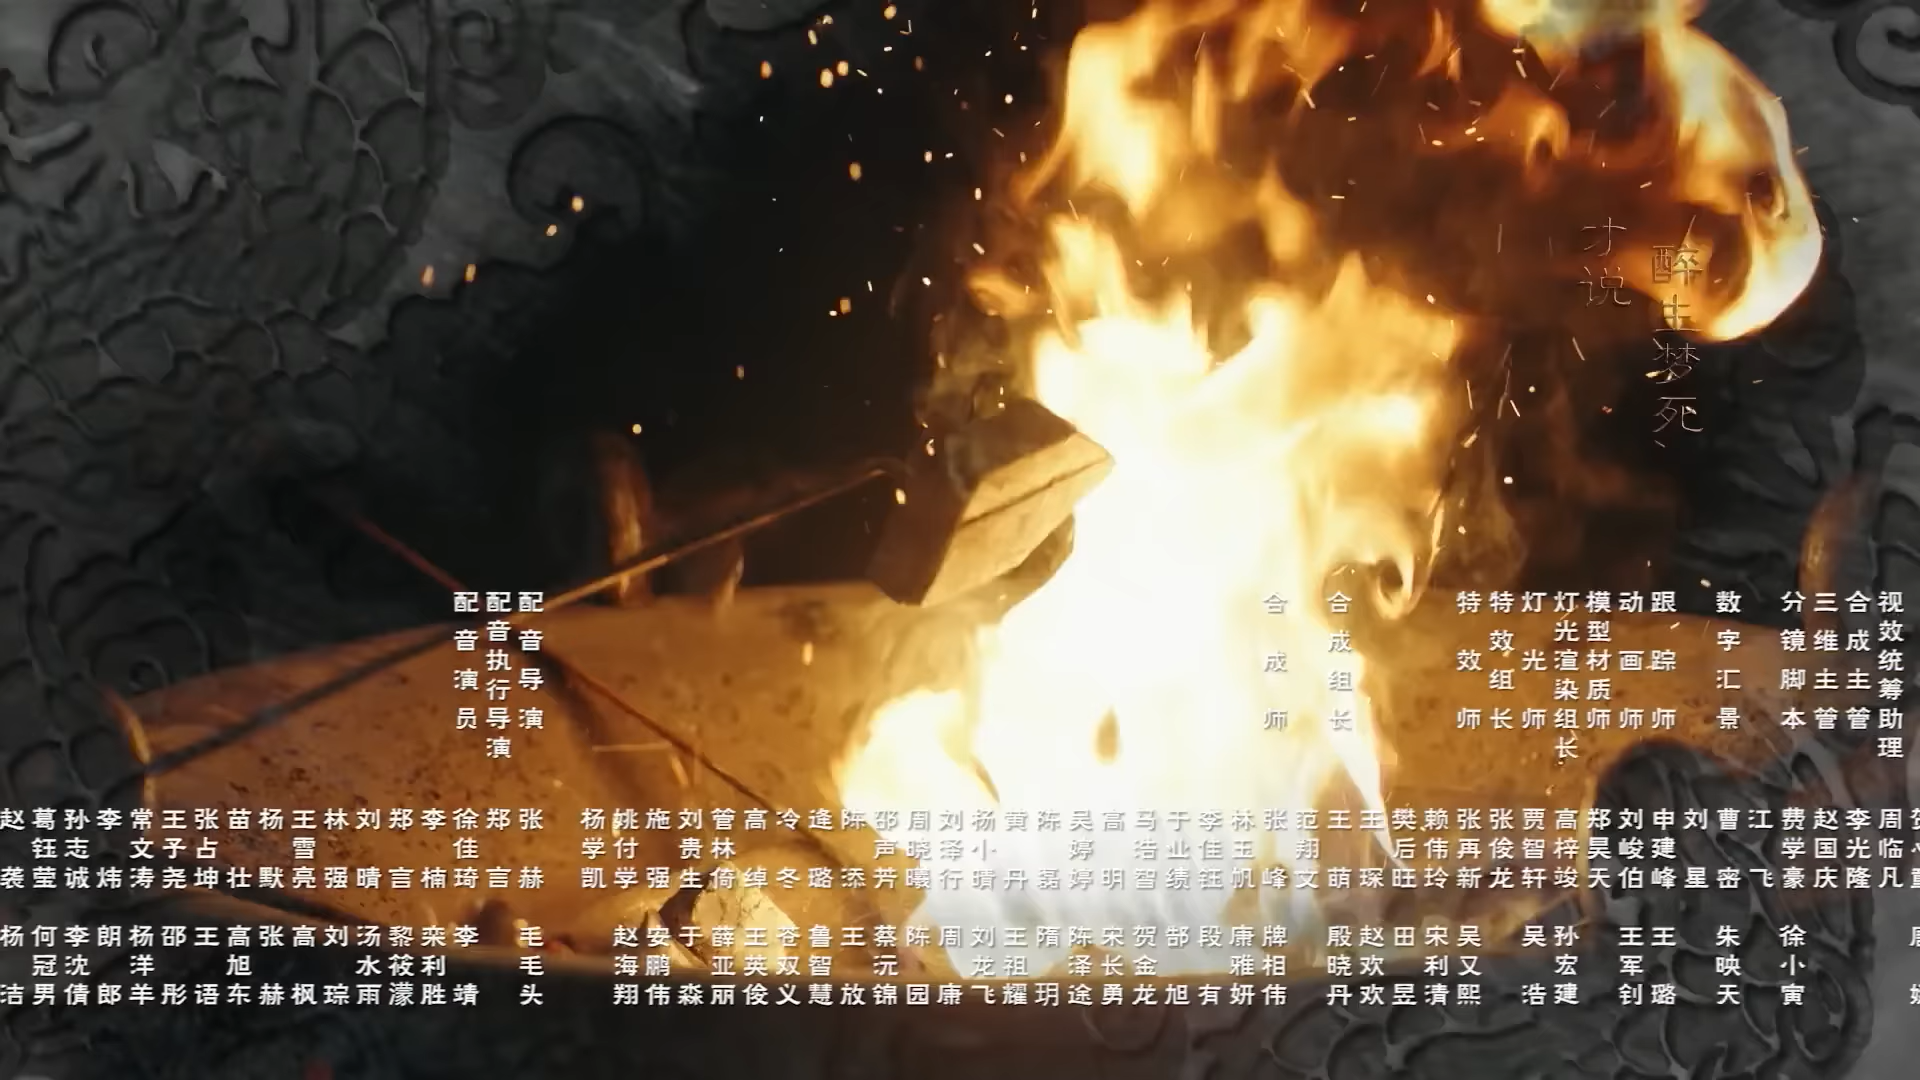 醉生梦死
才说
视效统筹助理
合成主管
三维主管
分镜脚本
数字汇景
跟踪师
动画师
模型材质师
灯光渲染组长
灯光师
特效组长
特效师
合成组长
合成师
配音导演
配音执行导演
配音演员
周临凡
李光隆
赵国庆
费学豪
江飞
曹密
刘星
申建峰
刘峻伯
郑昊天
高梓竣
贾智轩
张俊龙
张再新
赖伟玲
樊后旺
王琛
王萌
范翔文
张峰
林玉帆
李佳钰
于业绩
马浩智
高明
吴婷婷
陈磊
黄丹
杨小晴
刘泽行
周晓曦
邵声芳
陈添
逄璐
冷冬
高绰
管林倚
刘贵生
施强
姚付学
杨学凯
张赫
郑言
徐佳琦
李楠
郑言
刘晴
林强
王雪亮
杨默
苗壮
张占坤
王子尧
常文涛
李炜
孙志诚
葛钰莹
赵袭
徐小寅
朱映天
王璐
王军钊
孙宏建
吴浩
吴又熙
宋利清
田昱
赵欢欢
殷晓丹
牌相伟
康雅妍
段有
郜旭
贺金龙
宋长勇
陈泽途
隋玥
王祖耀
刘龙飞
周康
陈园
蔡沅锦
王放
鲁智慧
苍双义
王英俊
薛亚丽
于淼
安鹏伟
赵海翔
毛毛头
李靖
栾利胜
黎筱濛
汤水雨
刘琮
高枫
张赫
高旭东
王语
邵彤
杨洋羊
朗郎
李沈倩
何冠男
杨洁